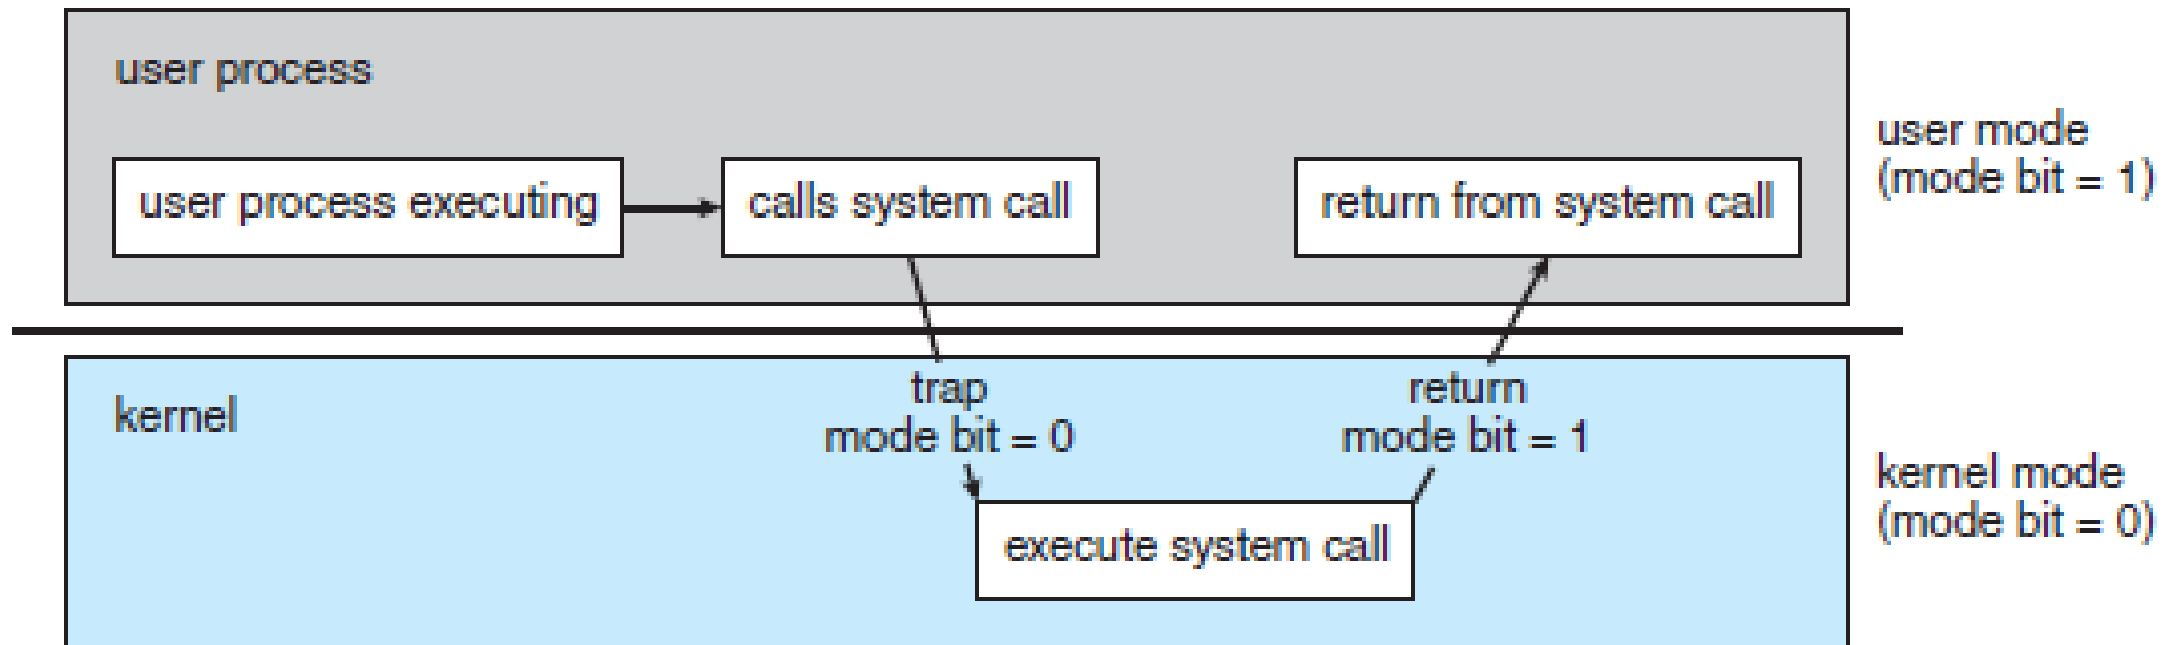 user process
user process executing
calls system call
return from system call
user mode
(mode bit = 1)
kernel
trap
mode bit = 0
return
mode bit = 1
execute system call
kernel mode
(mode bit = 0)